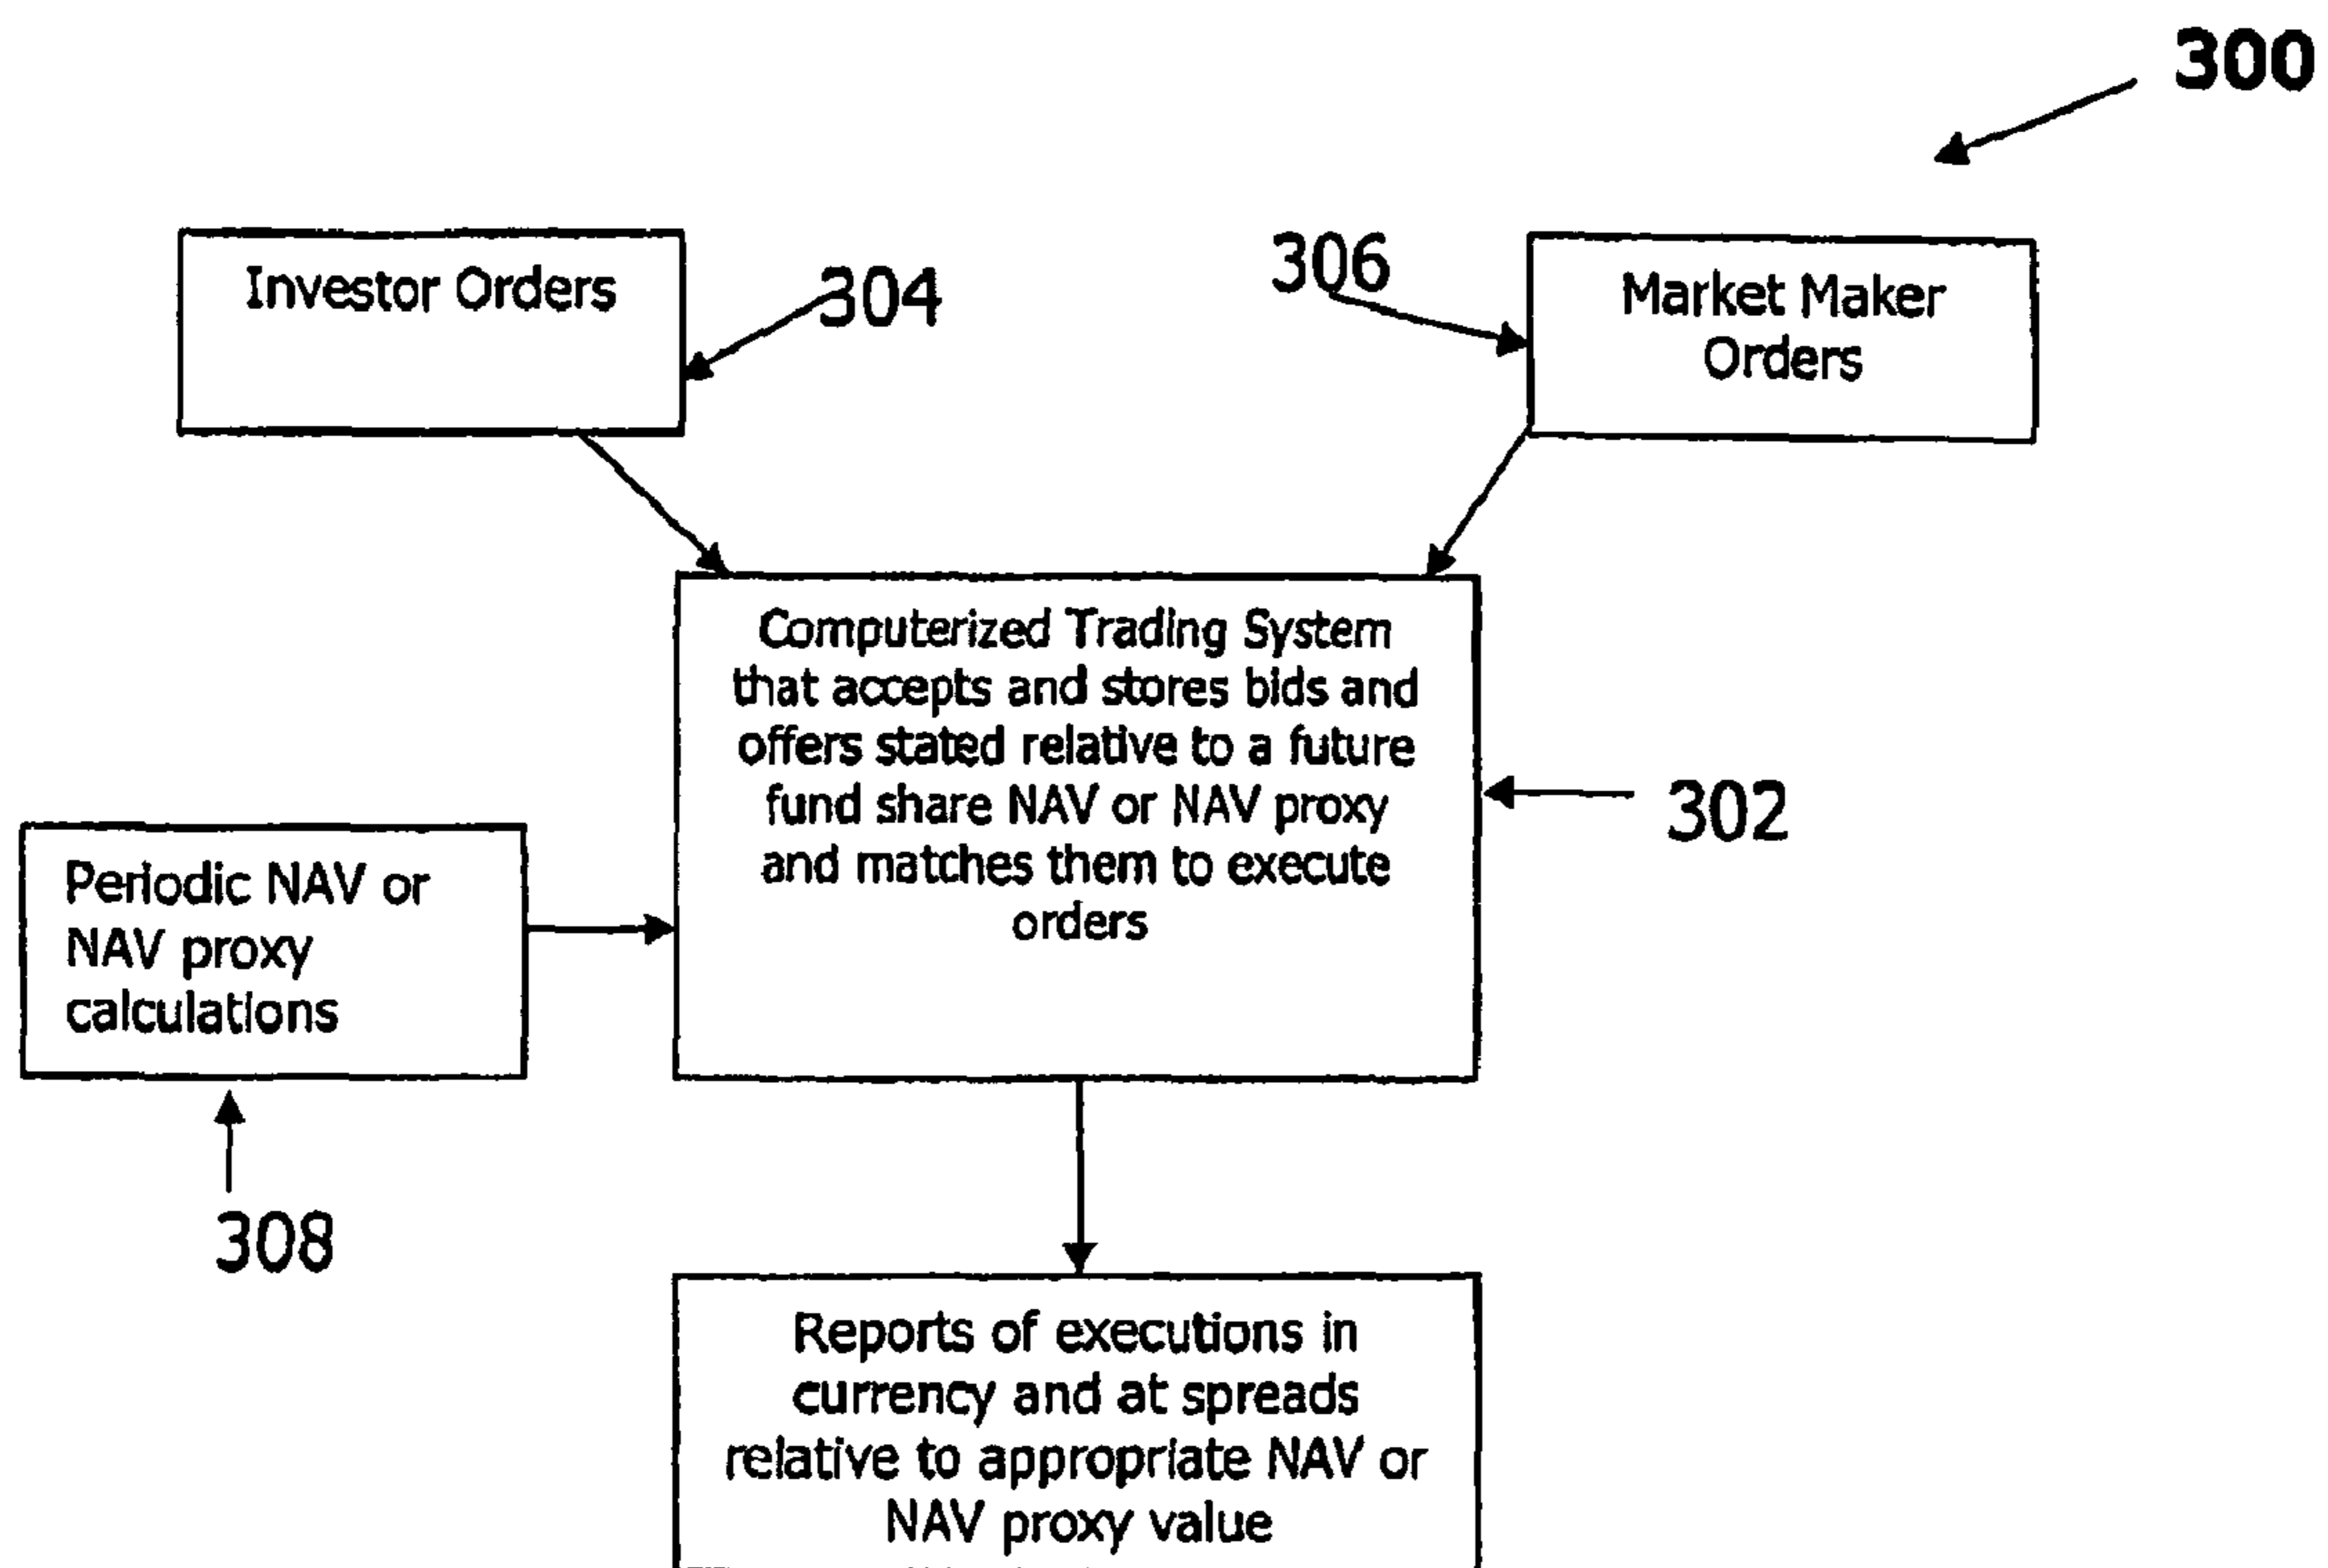 300
Investor Orders
304
306
Market Maker
Orders
Computerized Trading System
that accepts and stores bids and
offers stated relative to a future
fund share NAV or NAV proxy
and matches them to execute
orders
302
Periodic NAV or
NAV proxy
calculations
308
Reports of executions in
currency and at spreads
relative to appropriate NAV or
NAV proxy value